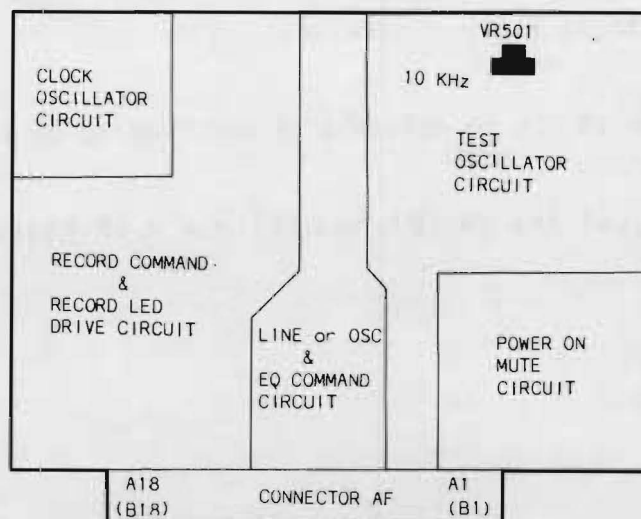 VR501
10 KHz
CLOCK
OSCILLATOR
CIRCUIT
TEST
OSCILLATOR
CIRCUIT
RECORD COMMAND
&
RECORD LED
DRIVE CIRCUIT
LINE or OSC
&
EQ COMMAND
CIRCUIT
POWER ON
MUTE
CIRCUIT
A18
(B18)
CONNECTOR AF
A1
(B1)